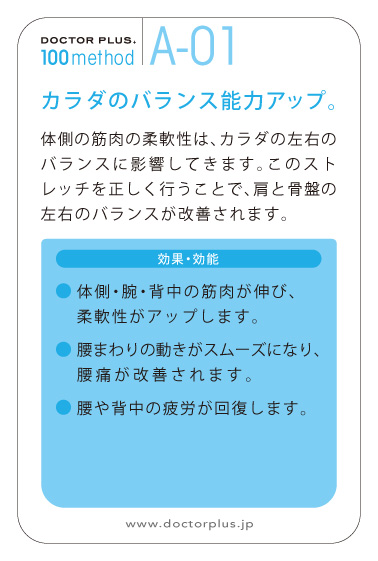 DOCTOR PLUS.
100method
A-01
カラダのバランス能力アップ。
体側の筋肉の柔軟性は、カラダの左右の
バランスに影響してきます。このスト
レッチを正しく行うことで、肩と骨盤の
左右のバランスが改善されます。
効果・効能
● 体側・腕・背中の筋肉が伸び、
柔軟性がアップします。
● 腰まわりの動きがスムーズになり、
腰痛が改善されます。
● 腰や背中の疲労が回復します。
www.doctorplus.jp